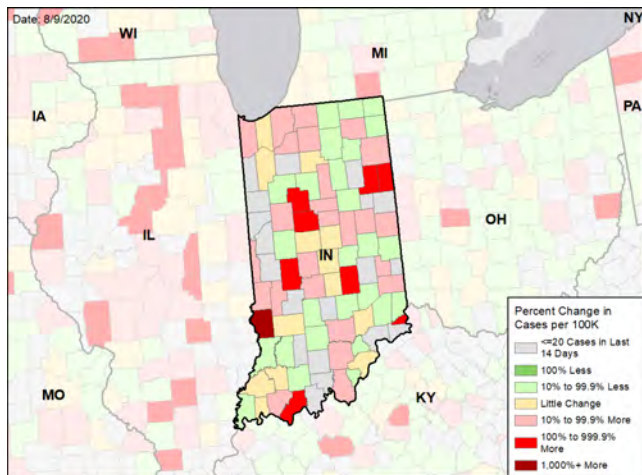 Date: 8/9/2020
WI
MI
NY
IA
PA
IL
IN
OH
MO
KY
Percent Change in
Cases per 100K
<=20 Cases in Last
14 Days
100% Less
10% to 99.9% Less
Little Change
10% to 99.9% More
100% to 999.9%
More
1,000%+ More